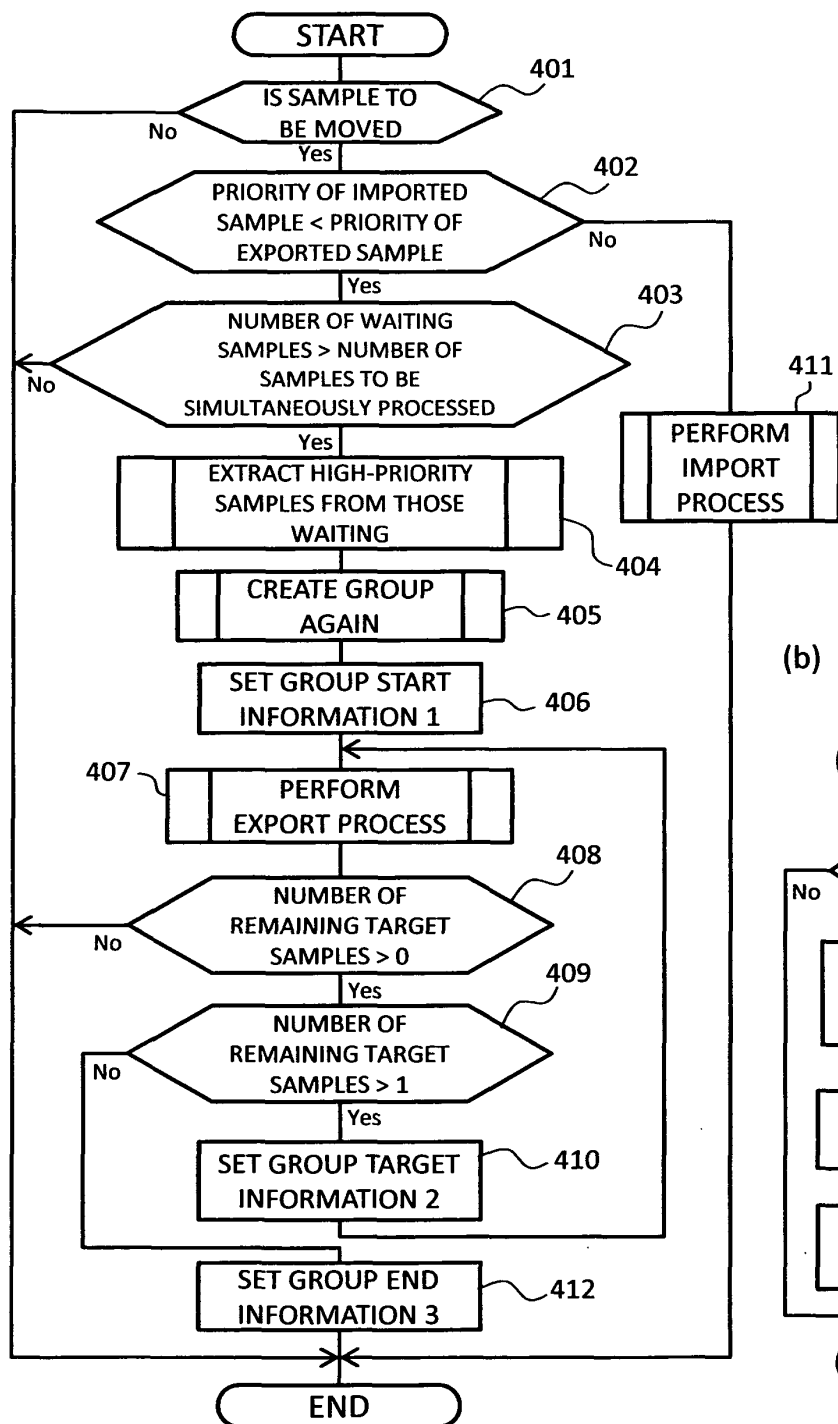 START
401
IS SAMPLE TO
BE MOVED
No
Yes
402
PRIORITY OF IMPORTED
SAMPLE < PRIORITY OF
EXPORTED SAMPLE
No
Yes
403
NUMBER OF WAITING
SAMPLES > NUMBER OF
SAMPLES TO BE
SIMULTANEOUSLY PROCESSED
No
Yes
411
PERFORM
IMPORT
PROCESS
EXTRACT HIGH-PRIORITY
SAMPLES FROM THOSE
WAITING
404
CREATE GROUP
AGAIN
405
SET GROUP START
INFORMATION 1
406
(b)
407
PERFORM
EXPORT PROCESS
408
NUMBER OF
REMAINING TARGET
SAMPLES > 0
No
Yes
No
409
NUMBER OF
REMAINING TARGET
SAMPLES > 1
No
Yes
SET GROUP TARGET
INFORMATION 2
410
SET GROUP END
INFORMATION 3
412
END